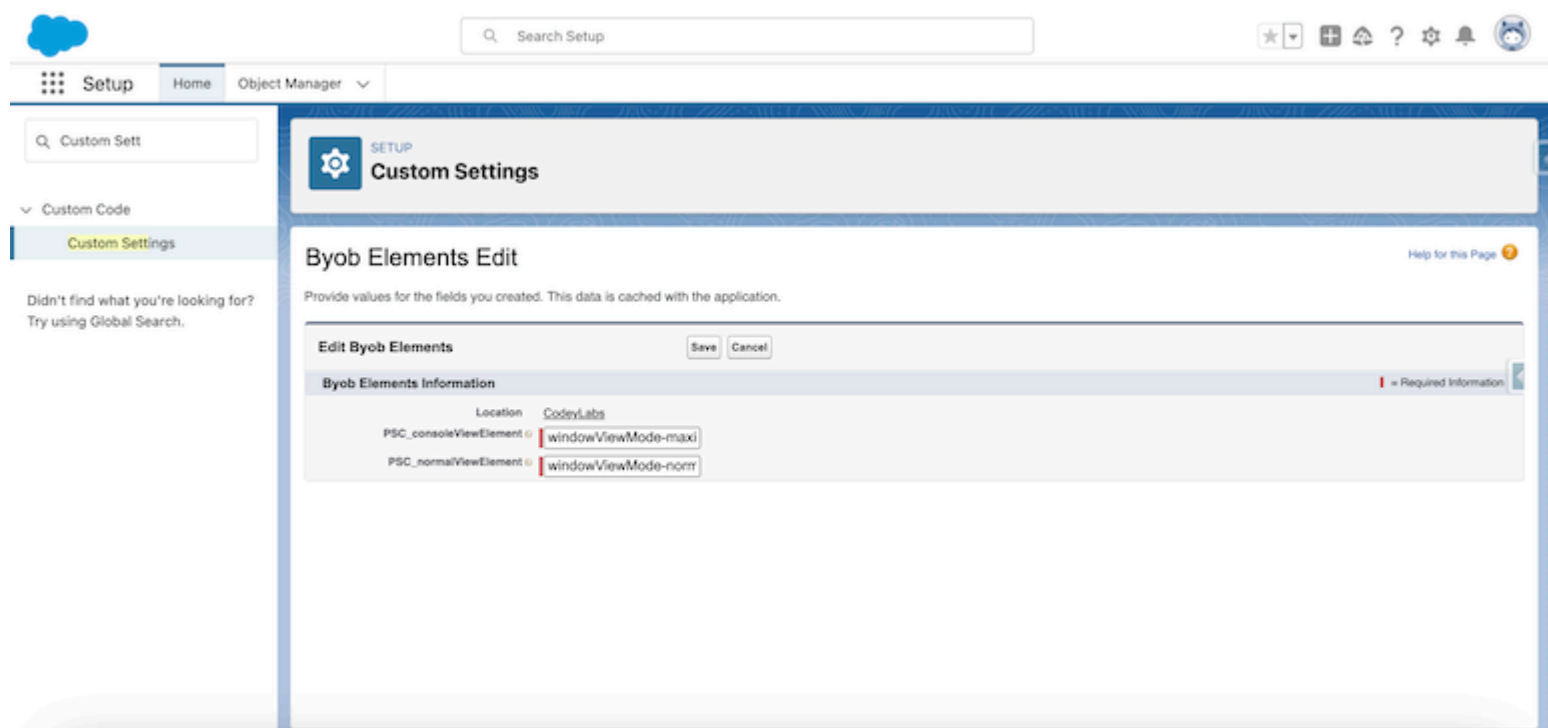 Search Setup
Setup
Home
Object Manager
Custom Sett
Custom Code
Custom Settings
Didn't find what you're looking for?
Try using Global Search.
SETUP
Custom Settings
Byob Elements Edit
Help for this Page
Provide values for the fields you created. This data is cached with the application.
Edit Byob Elements
Save
Cancel
Byob Elements Information
= Required Information
Location CodeyLabs
PSC_consoleViewElement windowViewMode-maxi
PSC_normalViewElement windowViewMode-norm